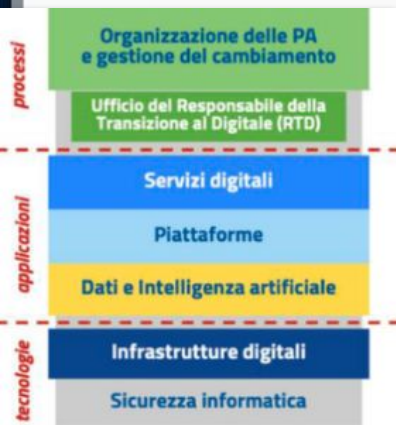 processi
Organizzazione delle PA
e gestione del cambiamento
Ufficio del Responsabile della
Transizione al Digitale (RTD)
applicazioni
Servizi digitali
Piattaforme
Dati e Intelligenza artificiale
tecnologie
Infrastrutture digitali
Sicurezza informatica